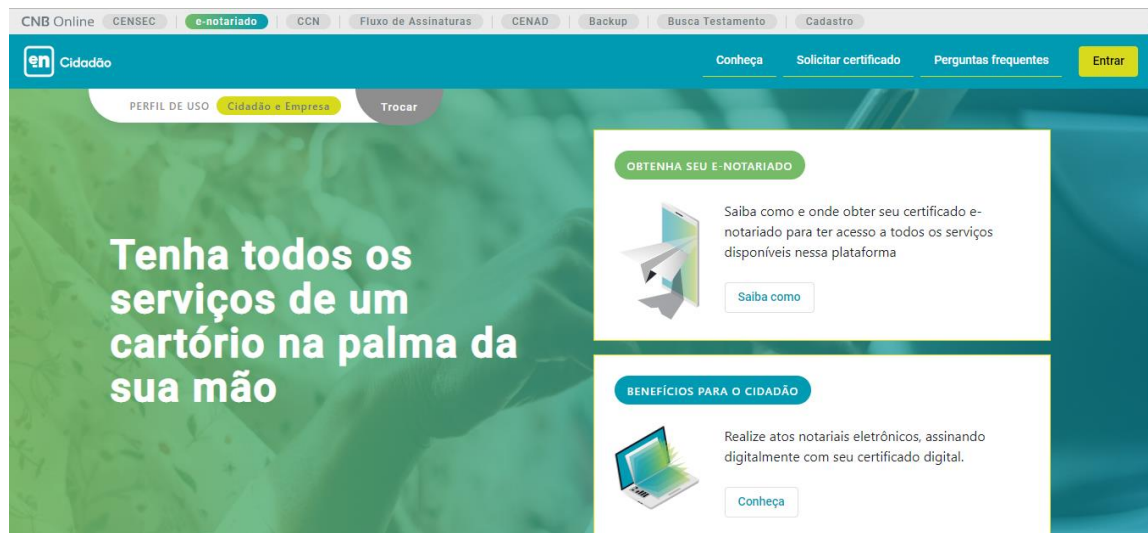 CNB Online CENSEC e-notariado CCN Fluxo de Assinaturas CENAD Backup Busca Testamento Cadastro
en Cidadão Conheça Solicitar certificado Perguntas frequentes Entrar
PERFIL DE USO Cidadão e Empresa Trocar
Tenha todos os
serviços de um
cartório na palma da
sua mão
OBTENHA SEU E-NOTARIADO
Saiba como e onde obter seu certificado e-
notariado para ter acesso a todos os serviços
disponíveis nessa plataforma
Saiba como
BENEFÍCIOS PARA O CIDADÃO
Realize atos notariais eletrônicos, assinando
digitalmente com seu certificado digital.
Conheça